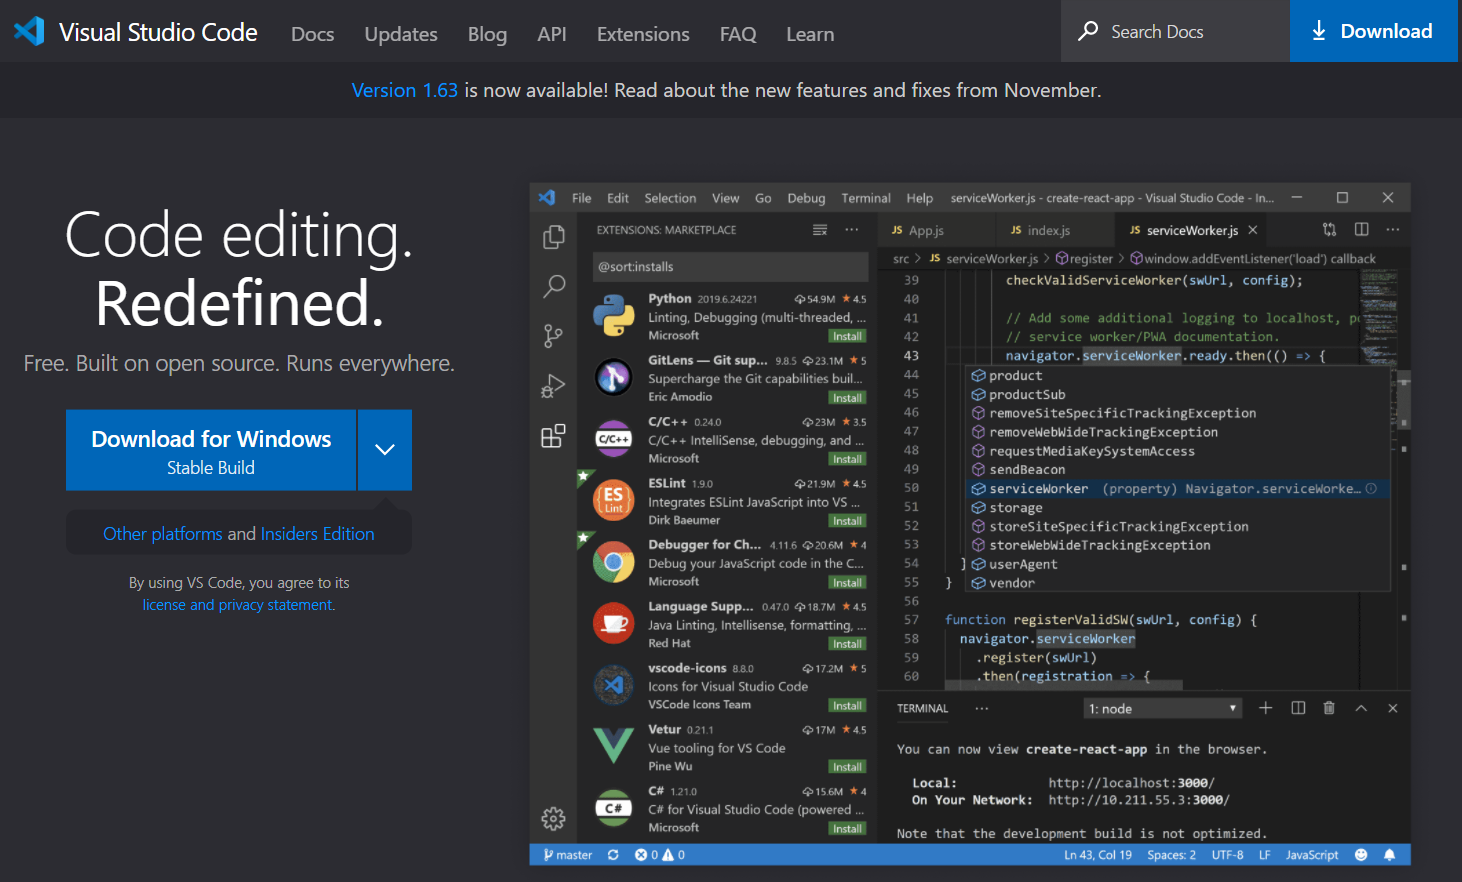 Visual Studio Code Docs Updates Blog API Extensions FAQ Learn Search Docs Download
Version 1.63 is now available! Read about the new features and fixes from November.
Code editing.
Redefined.
Free. Built on open source. Runs everywhere.
Download for Windows
Stable Build
Other platforms and Insiders Edition
By using VS Code, you agree to its
license and privacy statement.
File Edit Selection View Go Debug Terminal Help serviceWorker.js - create-react-app - Visual Studio Code - In...
EXTENSIONS: MARKETPLACE
@sort:installs
Python 2019.6.24221 54.9M ★ 4.5
Linting, Debugging (multi-threaded, ...
Microsoft Install
GitLens — Git sup... 9.8.5 23.1M ★ 5
Supercharge the Git capabilities buil...
Eric Amodio Install
C/C++
C/C++ 0.24.0 23M ★ 3.5
C/C++ IntelliSense, debugging, and ...
Microsoft Install
ES
Lint
ESLint 1.9.0 21.9M ★ 4.5
Integrates ESLint JavaScript into VS ...
Dirk Baeumer Install
Debugger for Ch... 4.11.6 20.6M ★ 4
Debug your JavaScript code in the C...
Microsoft Install
Language Supp... 0.47.0 18.7M ★ 4.5
Java Linting, Intellisense, formatting, ...
Red Hat Install
vscode-icons 8.8.0 17.2M ★ 5
Icons for Visual Studio Code
VSCode Icons Team Install
Vetur 0.21.1 17M ★ 4.5
Vue tooling for VS Code
Pine Wu Install
C#
C# 1.21.0 15.6M ★ 4
C# for Visual Studio Code (powered ...
Microsoft Install
JS App.js JS index.js JS serviceWorker.js
src > JS serviceWorker.js > register > window.addEventListener('load') callback
39 checkValidServiceWorker(swUrl, config);
40
41 // Add some additional logging to localhost, po
42 // service worker/PWA documentation.
43 navigator.serviceWorker.ready.then(() => {
44 product
45 productSub
46 removeSiteSpecificTrackingException
47 removeWebWideTrackingException
48 requestMediaKeySystemAccess
49 sendBeacon
50 serviceWorker (property) Navigator.serviceWorke...
51 storage
52 storeSiteSpecificTrackingException
53 storeWebWideTrackingException
54 ] userAgent
55 } vendor
56
57 function registerValidSW(swUrl, config) {
58 navigator.serviceWorker
59 .register(swUrl)
60 .then(registration => {
TERMINAL ... 1: node
You can now view create-react-app in the browser.
Local: http://localhost:3000/
On Your Network: http://10.211.55.3:3000/
Note that the development build is not optimized.
master 0 0 Ln 43, Col 19 Spaces: 2 UTF-8 LF JavaScript